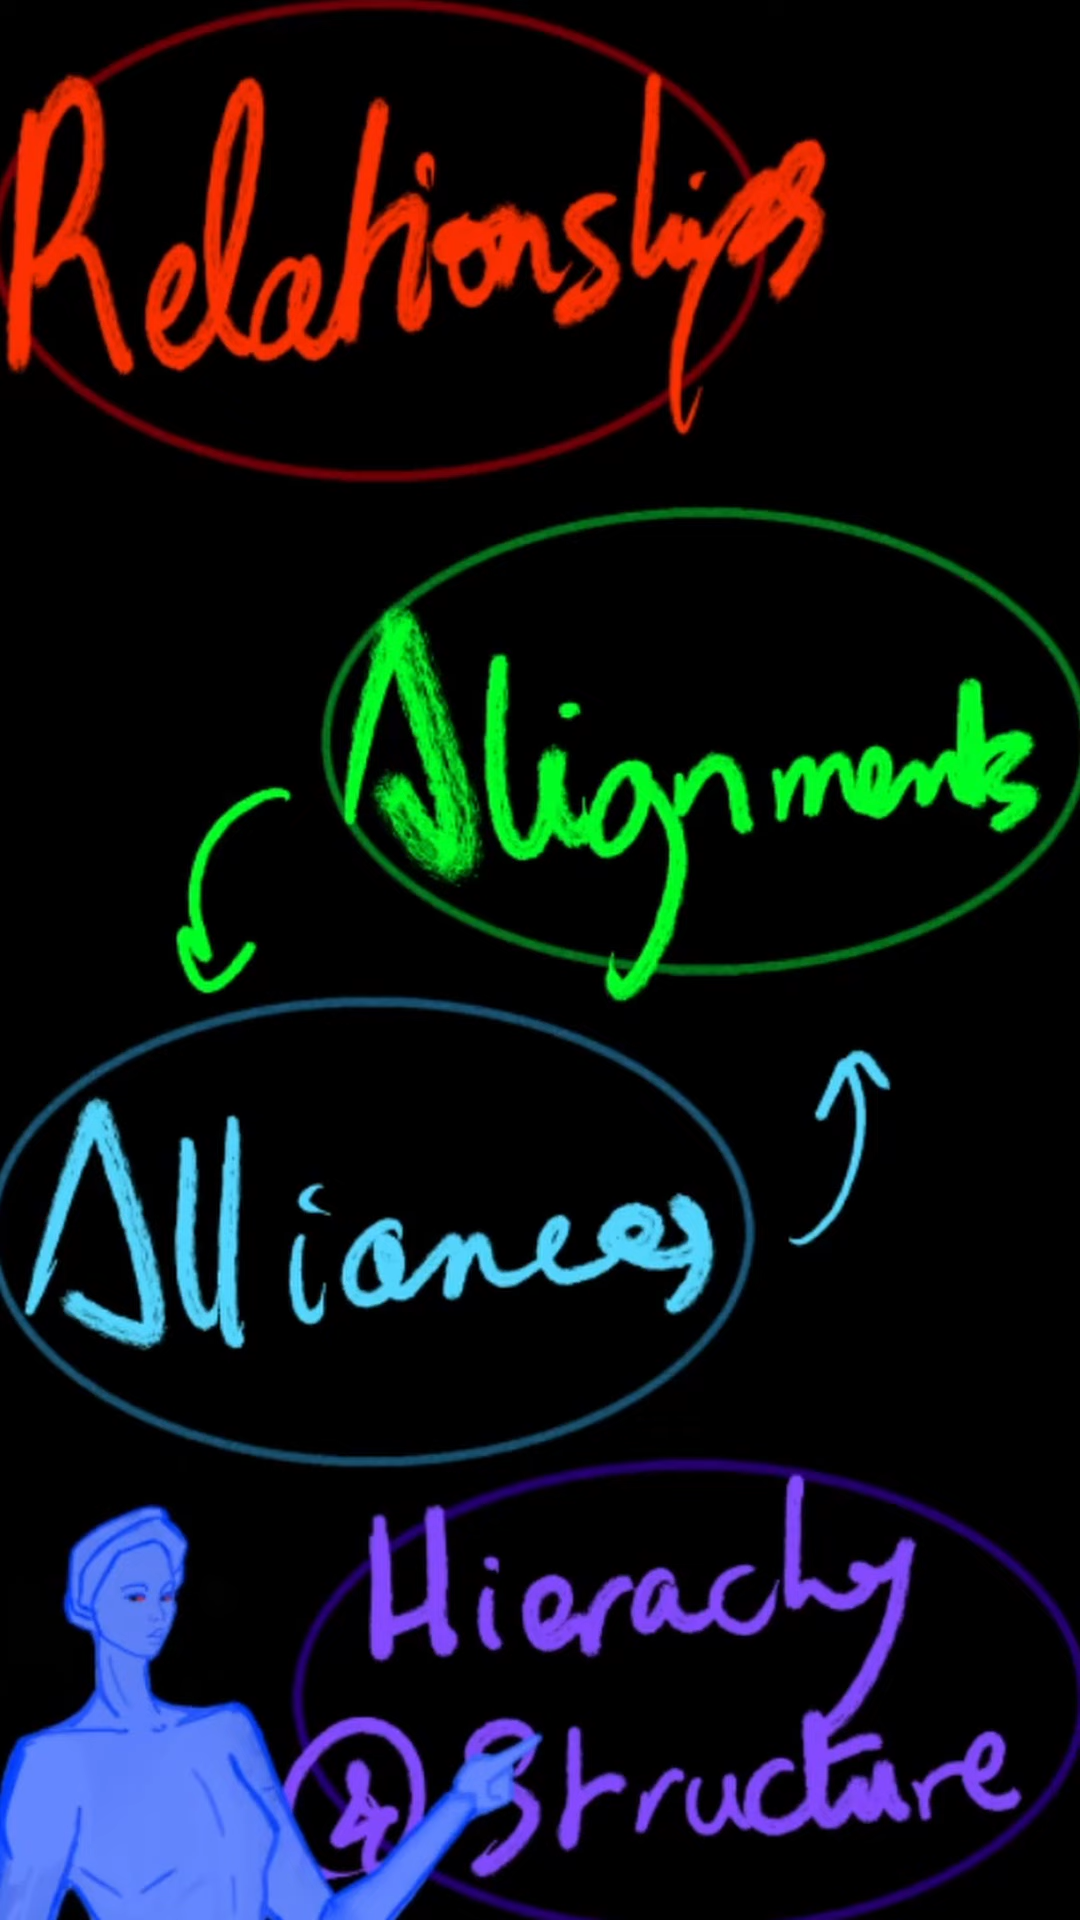 Relationships
Alignments
Alliances
Hierachy
& Structure